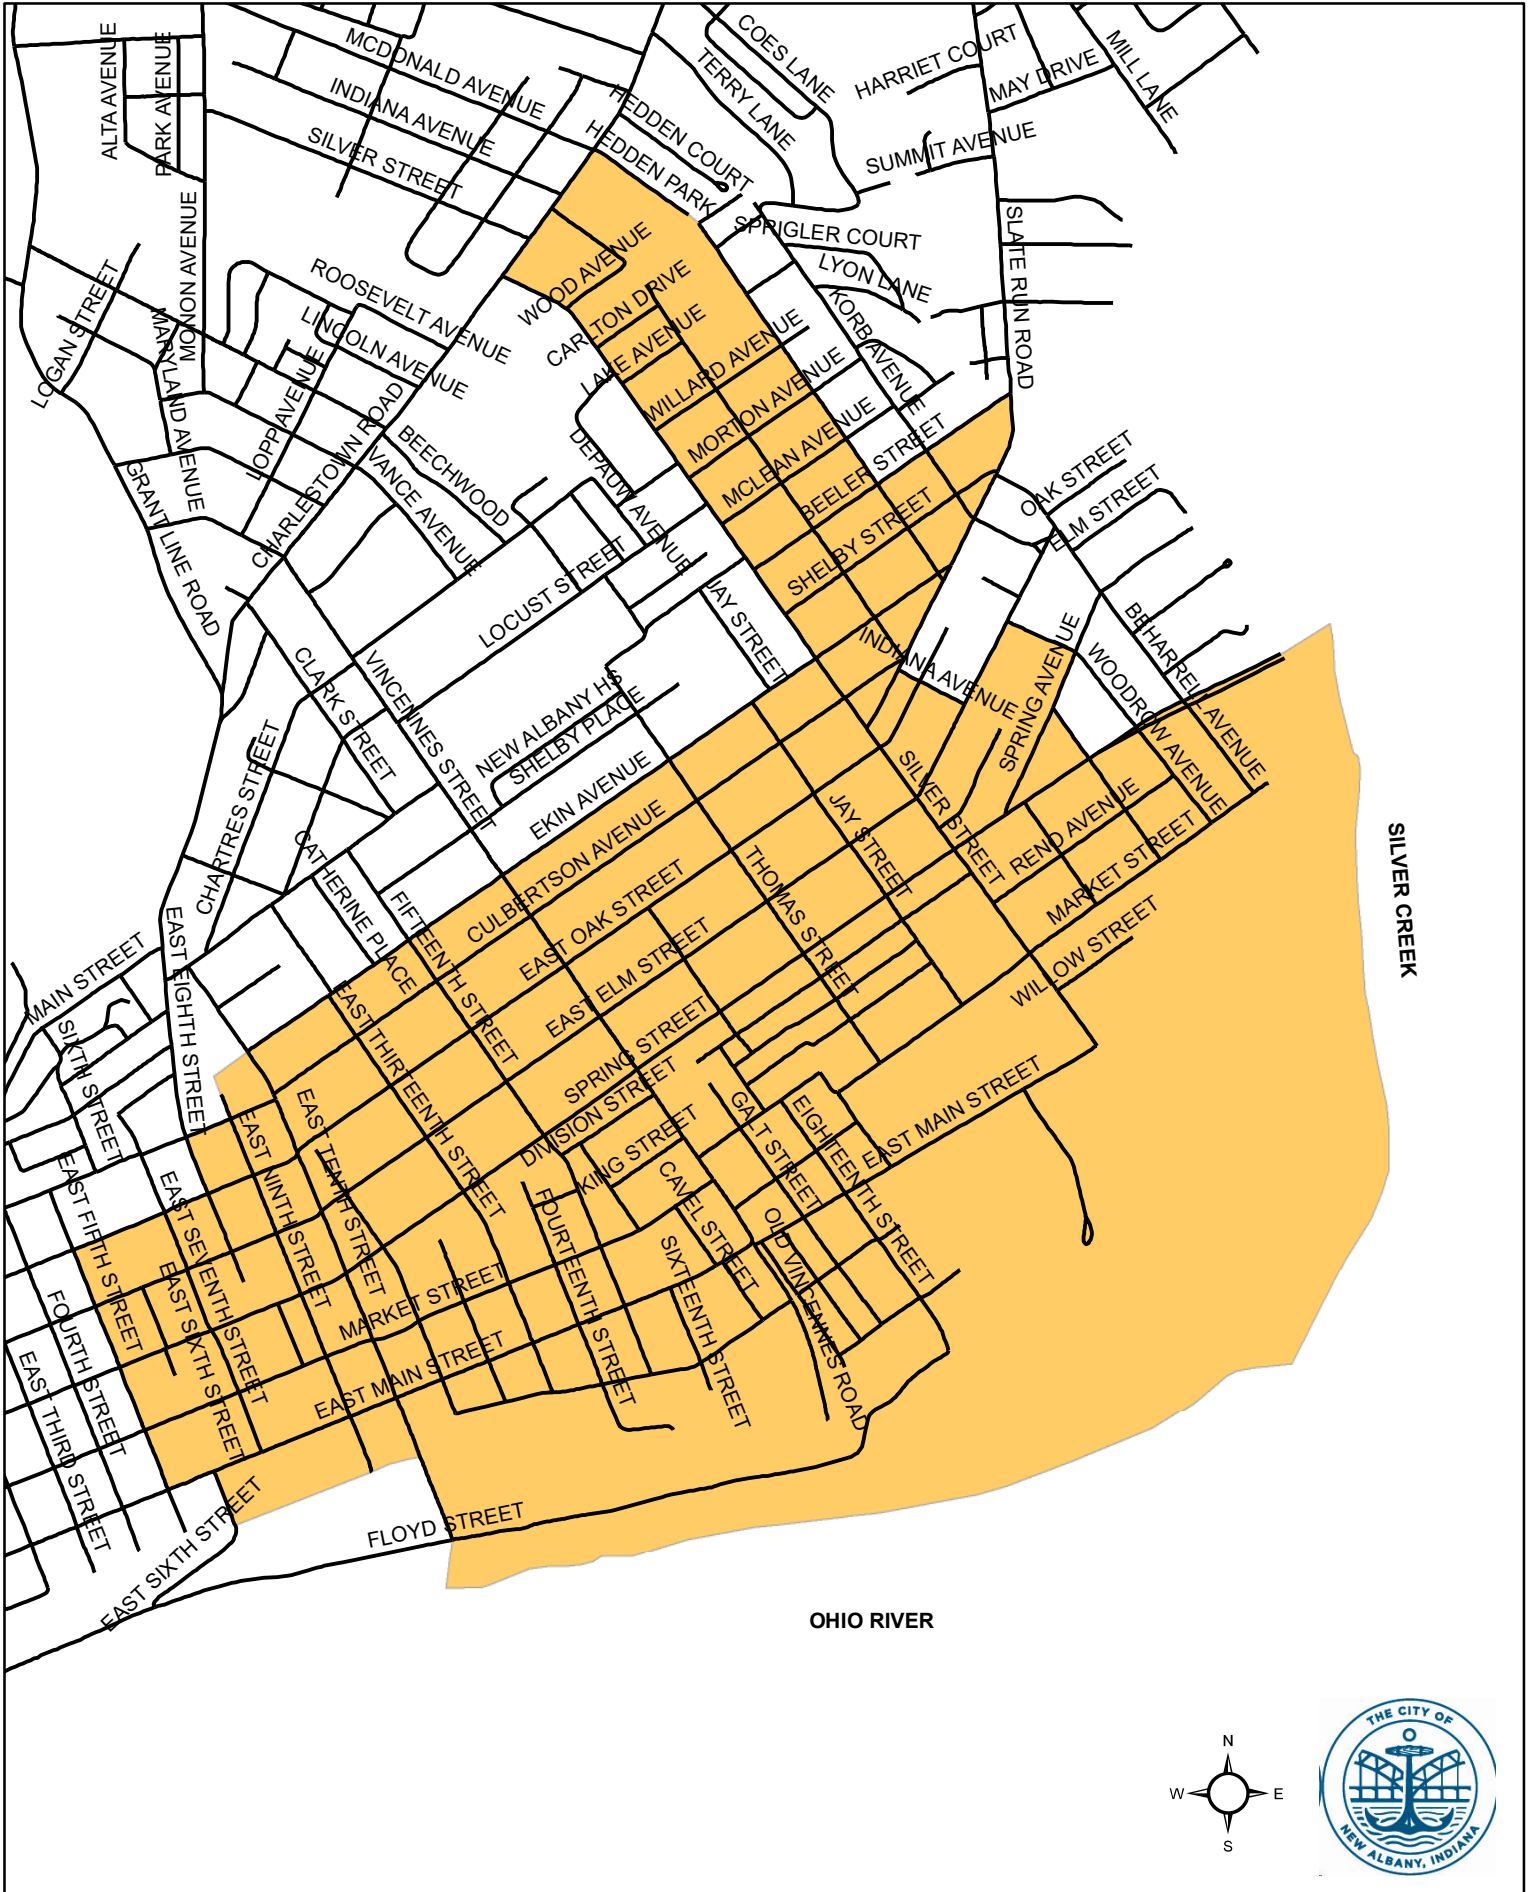 ALTA AVENUE
PARK AVENUE
MCDONALD AVENUE
INDIANA AVENUE
SILVER STREET
HEDDEN COURT
HEDDEN PARK
TERRY LANE
COES LANE
HARRIET COURT
MAY DRIVE
MILL LANE
SUMMIT AVENUE
SPRIGLER COURT
LYON LANE
KORB AVENUE
SLATE RUN ROAD
MONON AVENUE
LOGAN STREET
MARYLAND AVENUE
ROOSEVELT AVENUE
LINCOLN AVENUE
LOPP AVENUE
CHARLESTOWN ROAD
BEECHWOOD
VANCE AVENUE
GRANT LINE ROAD
WOOD AVENUE
CARLTON DRIVE
LAKE AVENUE
WILLARD AVENUE
MORTON AVENUE
MCLEAN AVENUE
BEELER STREET
SHELBY STREET
DEPAUW AVENUE
LOCUST STREET
JAY STREET
OAK STREET
ELM STREET
INDIANA AVENUE
SPRING AVENUE
BEHARREL AVENUE
WOODROW AVENUE
CLARK STREET
VINCENNES STREET
NEW ALBANY HS
SHELBY PLACE
EKIN AVENUE
CHARTRESS STREET
CATHERINE PLACE
FIFTEENTH STREET
CULBERTSON AVENUE
EAST OAK STREET
EAST ELM STREET
SPRING STREET
DIVISION STREET
KING STREET
THOMAS STREET
JAY STREET
SILVER STREET
RENO AVENUE
MARKET STREET
WILLOW STREET
SILVER CREEK
MAIN STREET
EAST EIGHTH STREET
SIXTH STREET
EAST THIRTEENTH STREET
EAST TENTH STREET
EAST NINTH STREET
EAST FIFTH STREET
EAST SEVENTH STREET
EAST SIXTH STREET
FOURTH STREET
EAST THIRD STREET
GALT STREET
EIGHTEENTH STREET
EAST MAIN STREET
CAVEL STREET
FOURTEENTH STREET
SIXTEENTH STREET
OLD VINCENNES ROAD
MARKET STREET
EAST MAIN STREET
EAST SIXTH STREET
FLOYD STREET
OHIO RIVER
N
W E
S
THE CITY OF
NEW ALBANY, INDIANA